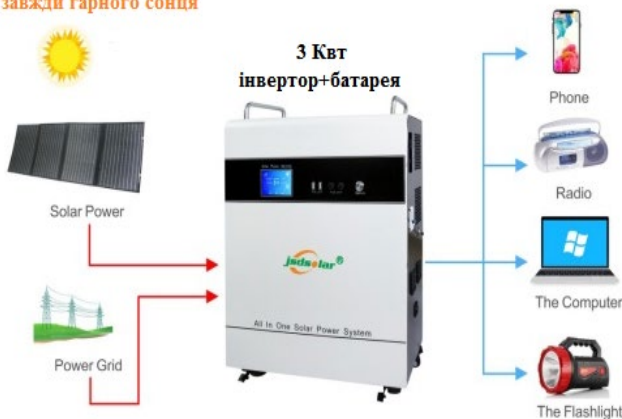 завжди гарного сонця
3 Квт
інвертор+батарея
Phone
Radio
Solar Power
jsdsolar®
The Computer
All In One Solar Power System
Power Grid
The Flashlight